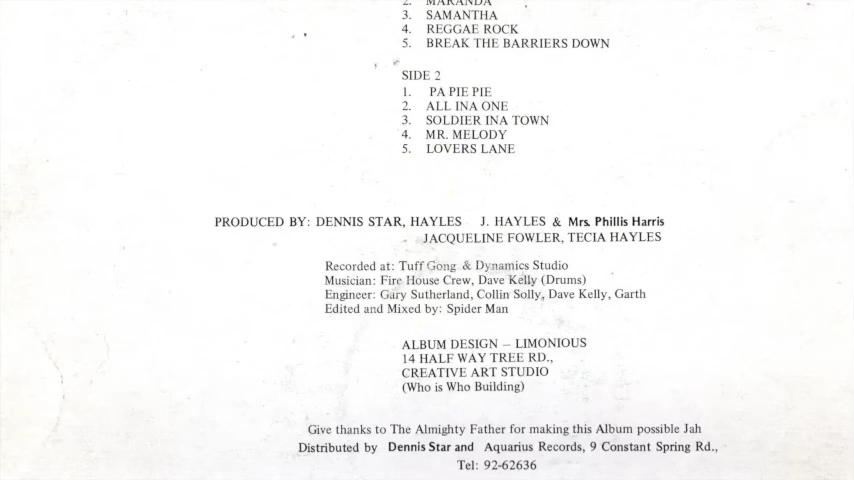 2. MARANDA
3. SAMANTHA
4. REGGAE ROCK
5. BREAK THE BARRIERS DOWN
SIDE 2
1. PA PIE PIE
2. ALL INA ONE
3. SOLDIER INA TOWN
4. MR. MELODY
5. LOVERS LANE
PRODUCED BY: DENNIS STAR, HAYLES J. HAYLES & Mrs. Phillis Harris
JACQUELINE FOWLER, TECIA HAYLES
Recorded at: Tuff Gong & Dynamics Studio
Musician: Fire House Crew, Dave Kelly (Drums)
Engineer: Gary Sutherland, Collin Solly, Dave Kelly, Garth
Edited and Mixed by: Spider Man
ALBUM DESIGN – LIMONIOUS
14 HALF WAY TREE RD.,
CREATIVE ART STUDIO
(Who is Who Building)
Give thanks to The Almighty Father for making this Album possible Jah
Distributed by Dennis Star and Aquarius Records, 9 Constant Spring Rd.,
Tel: 92-62636